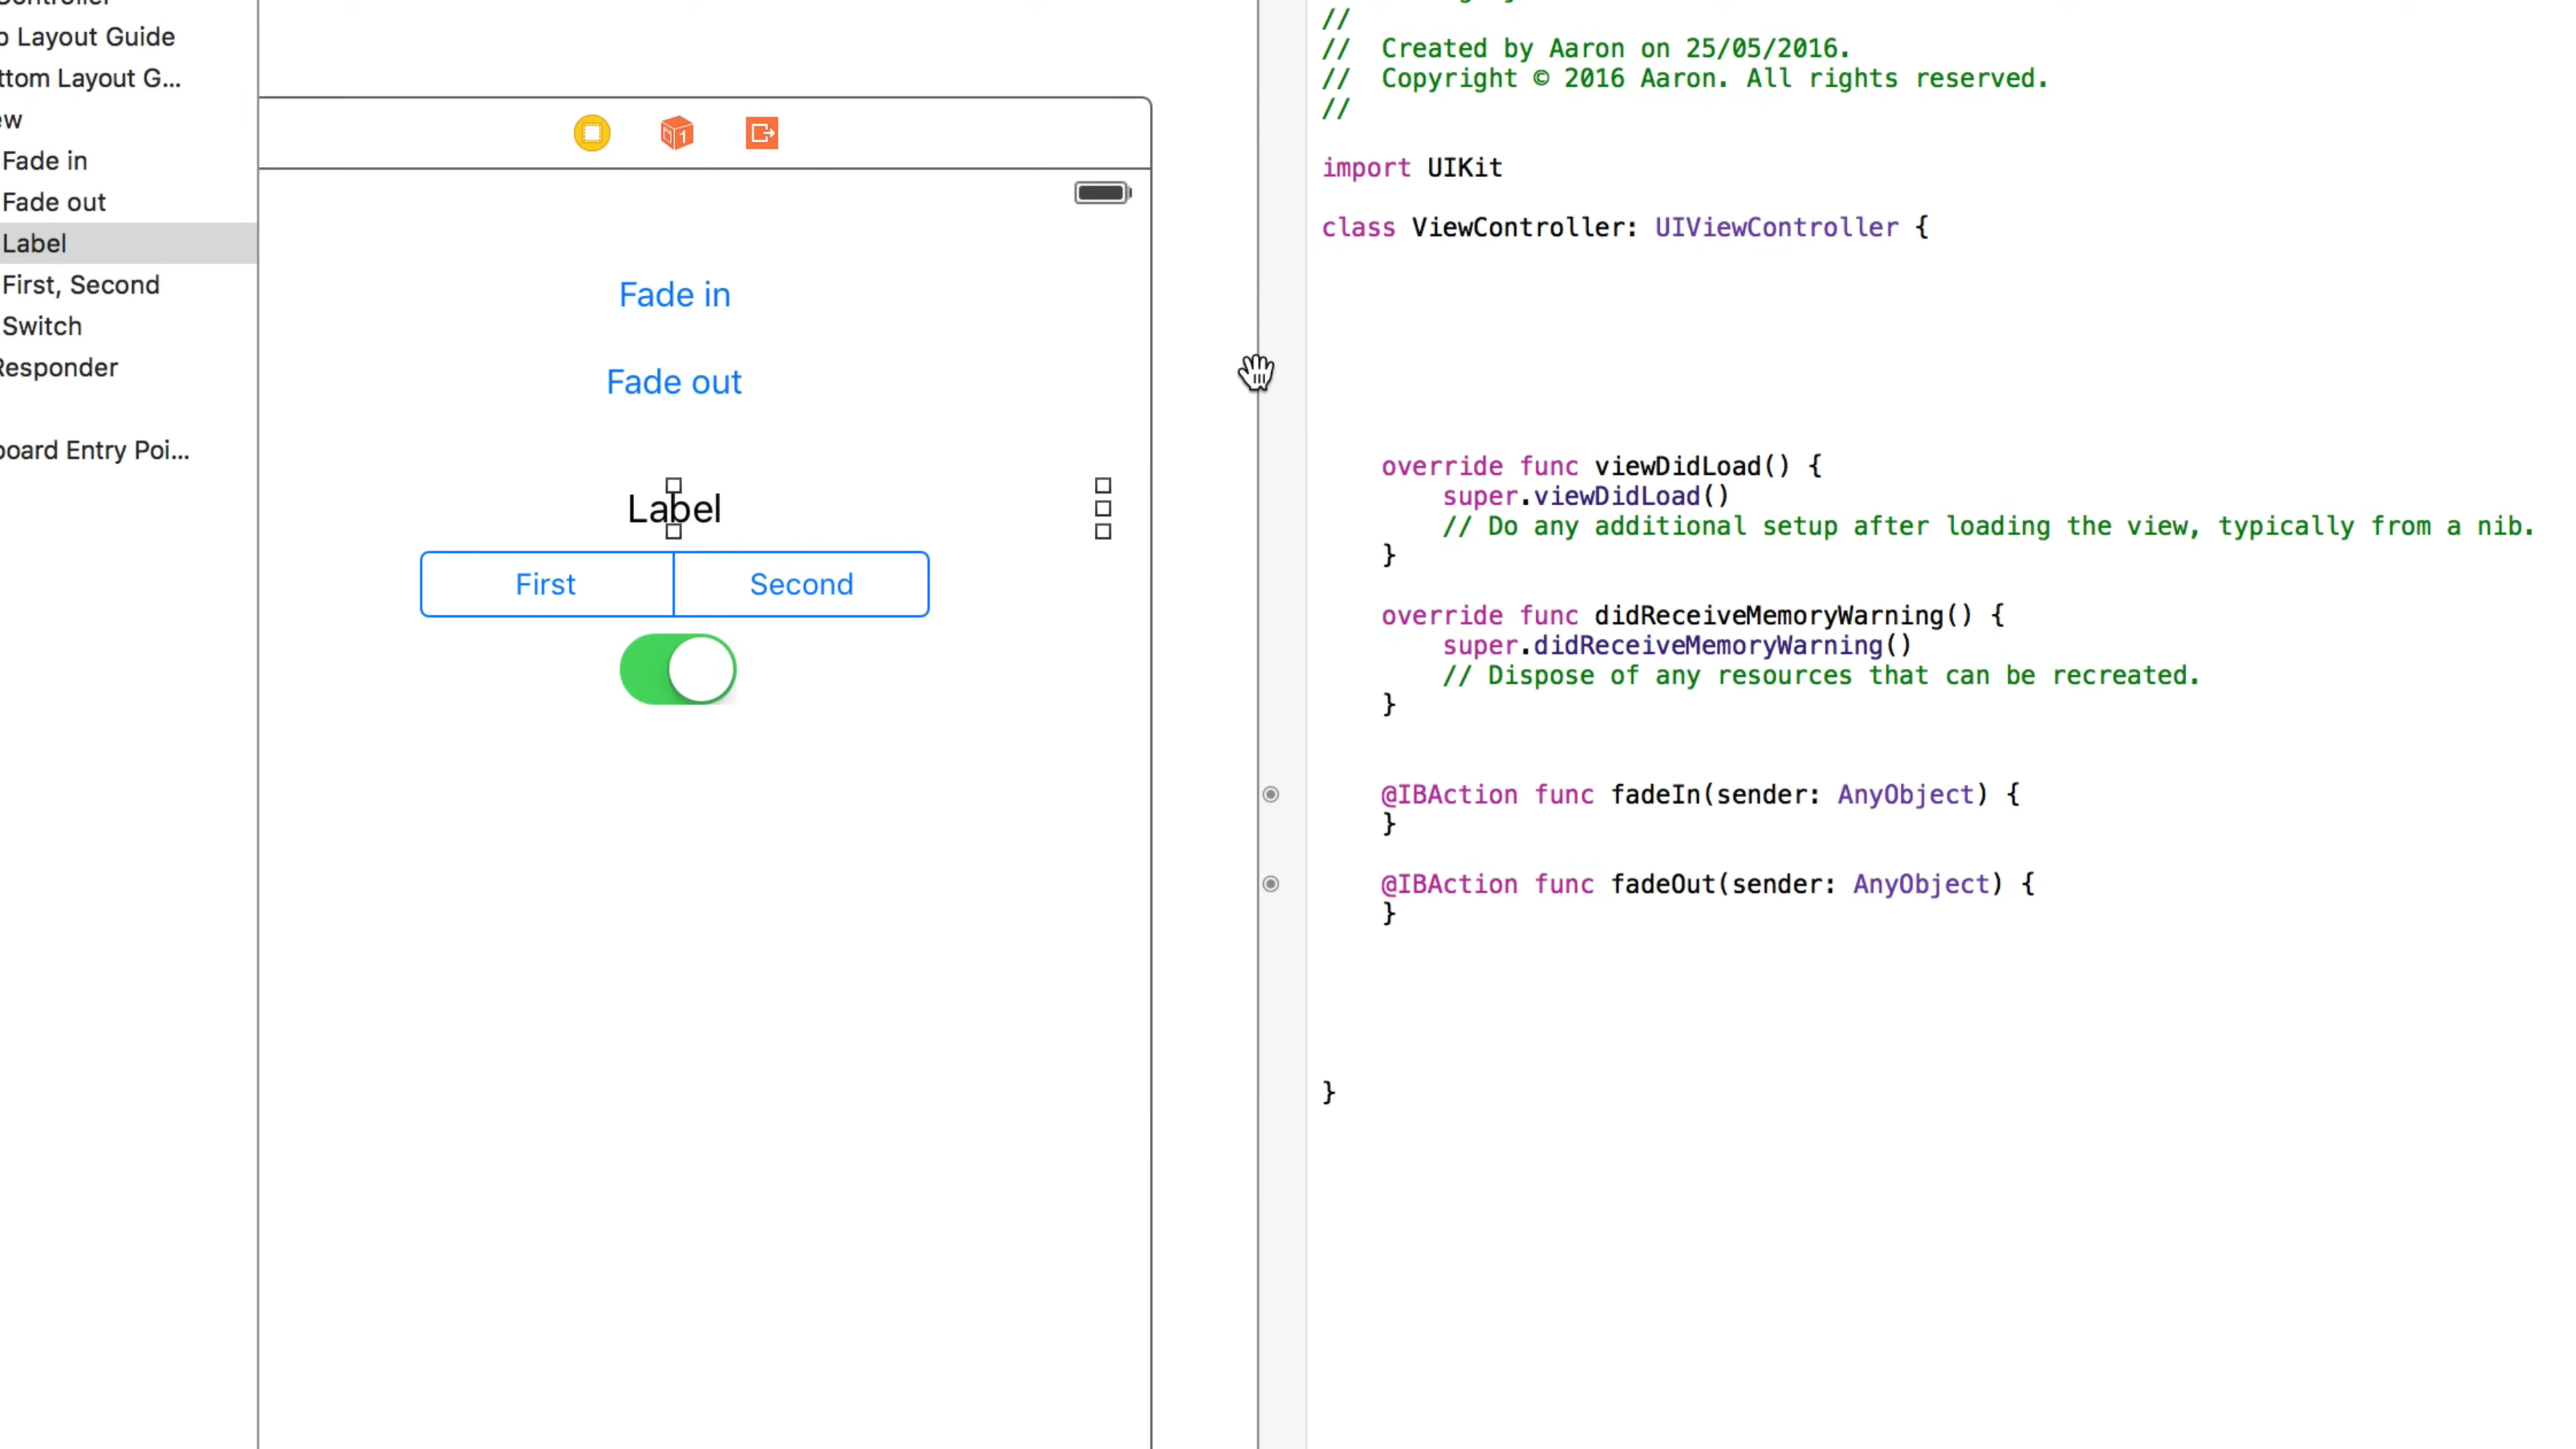 Layout Guide
ttom Layout G...
ew
Fade in
Fade out
Label
First, Second
Switch
Responder
board Entry Poi...
1
Fade in
Fade out
Label
First
Second
//
// Created by Aaron on 25/05/2016.
// Copyright © 2016 Aaron. All rights reserved.
//
import UIKit
class ViewController: UIViewController {
override func viewDidLoad() {
super.viewDidLoad()
// Do any additional setup after loading the view, typically from a nib.
}
override func didReceiveMemoryWarning() {
super.didReceiveMemoryWarning()
// Dispose of any resources that can be recreated.
}
@IBAction func fadeIn(sender: AnyObject) {
}
@IBAction func fadeOut(sender: AnyObject) {
}
}